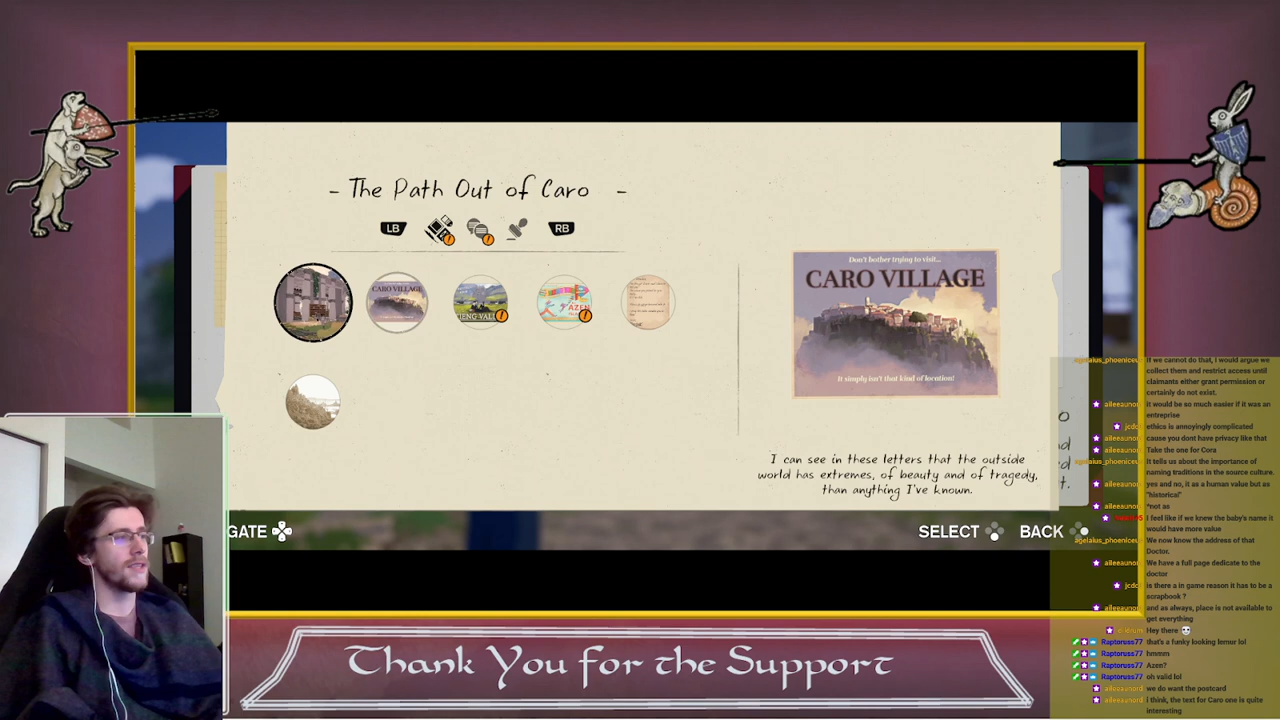 - The Path Out of Caro -
LB
RB
CARO VILLAGE
IENG VALL
AZEN
Don't bother trying to visit...
CARO VILLAGE
It simply isn't that kind of location!
I can see in these letters that the outside
world has extremes, of beauty and of tragedy,
than anything I've known.
GATE
SELECT
BACK
Thank You for the Support
If we cannot do that, I would argue we
collect them and restrict access until
claimants either grant permission or
certainly do not exist.
it would be so much easier if it was an
entreprise
ethics is annoyingly complicated
cause you dont have privacy like that
Take the one for Cora
It tells us about the importance of
naming traditions in the source culture.
yes and no, it as a human value but as
"historical"
*not as
I feel like if we knew the baby's name it
would have more value
We now know the address of that
Doctor.
We have a full page dedicate to the
doctor
is there a in game reason it has to be a
scrapbook ?
and as always, place is not available to
get everything
Hey there
Raptoruss77 that's a funky looking lemur lol
Raptoruss77 hmmm
Raptoruss77 Azen?
Raptoruss77 oh valid lol
we do want the postcard
I think, the text for Caro one is quite
interesting